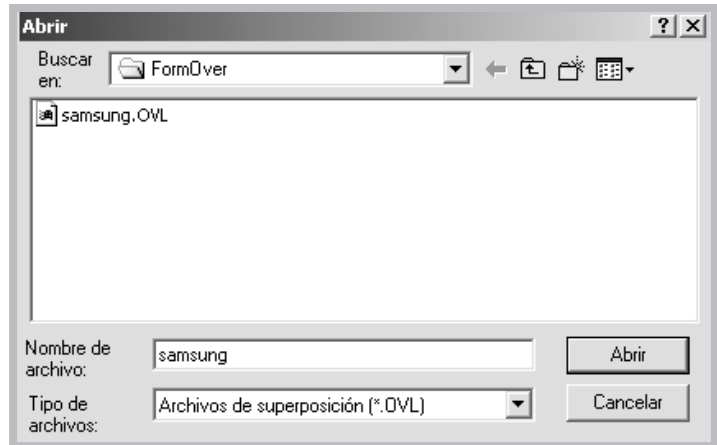 Abrir
Buscar
en:
FormOver
samsung.OVL
Nombre de
archivo:
samsung
Abrir
Tipo de
archivos:
Archivos de superposición (*.OVL)
Cancelar